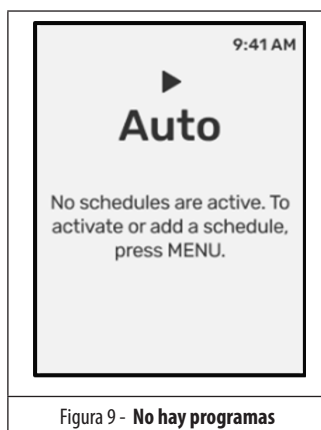 9:41 AM
Auto
No schedules are active. To
activate or add a schedule,
press MENU.
Figura 9 - No hay programas